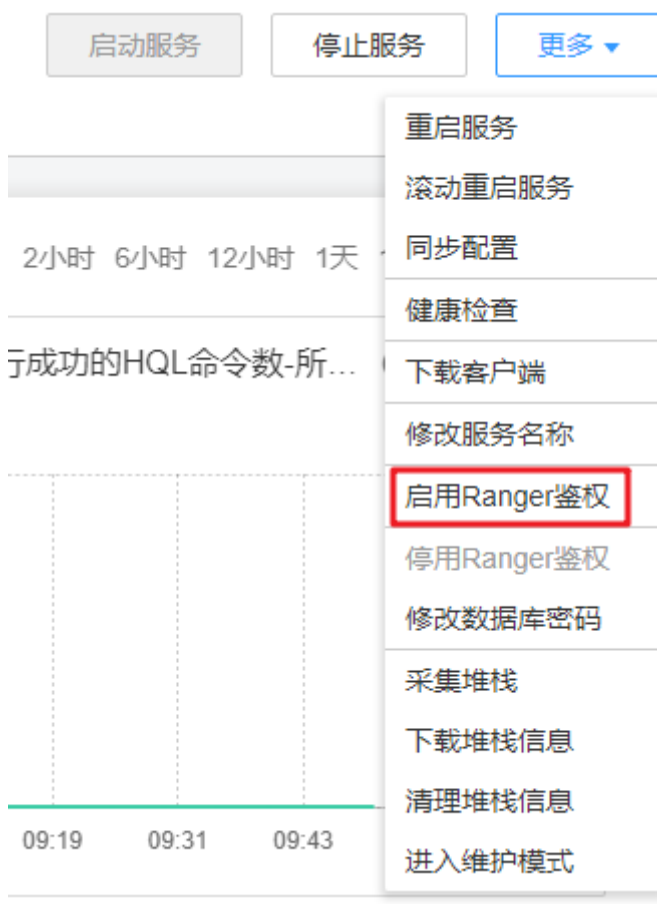 启动服务
停止服务
更多
重启服务
滚动重启服务
同步配置
健康检查
下载客户端
修改服务名称
启用Ranger鉴权
停用Ranger鉴权
修改数据库密码
采集堆栈
下载堆栈信息
清理堆栈信息
进入维护模式
2小时 6小时 12小时 1天
行成功的HQL命令数-所...
09:19 09:31 09:43